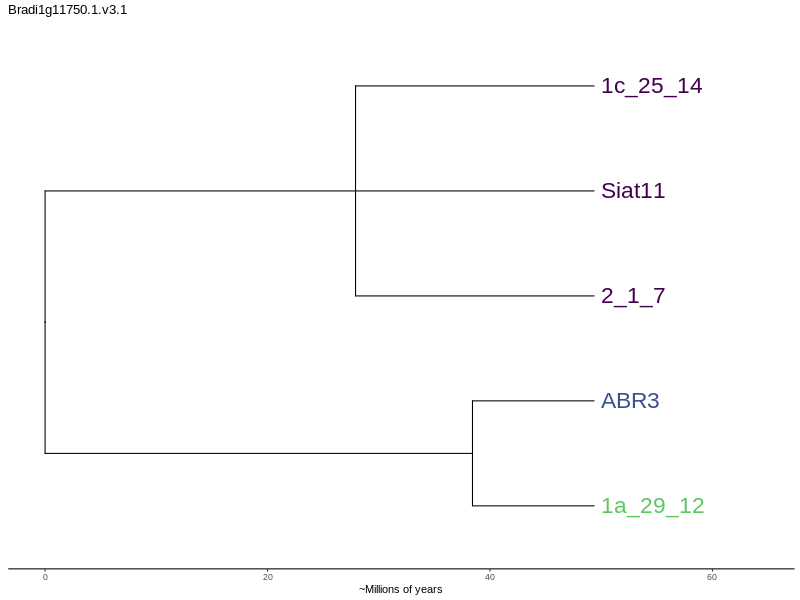 Bradi1g11750.1.v3.1
1c_25_14
Siat11
2_1_7
ABR3
1a_29_12
0 20 40 60
~Millions of years